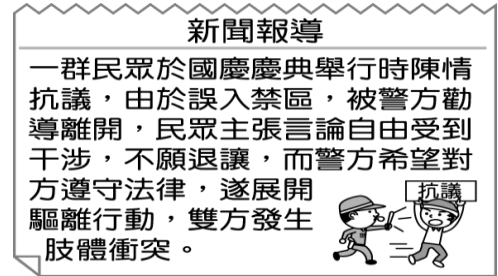 新聞報導
一群民眾於國慶慶典舉行時陳情
抗議，由於誤入禁區，被警方勸
導離開，民眾主張言論自由受到
干涉，不願退讓，而警方希望對
方遵守法律，遂展開
驅離行動，雙方發生
肢體衝突。
抗議